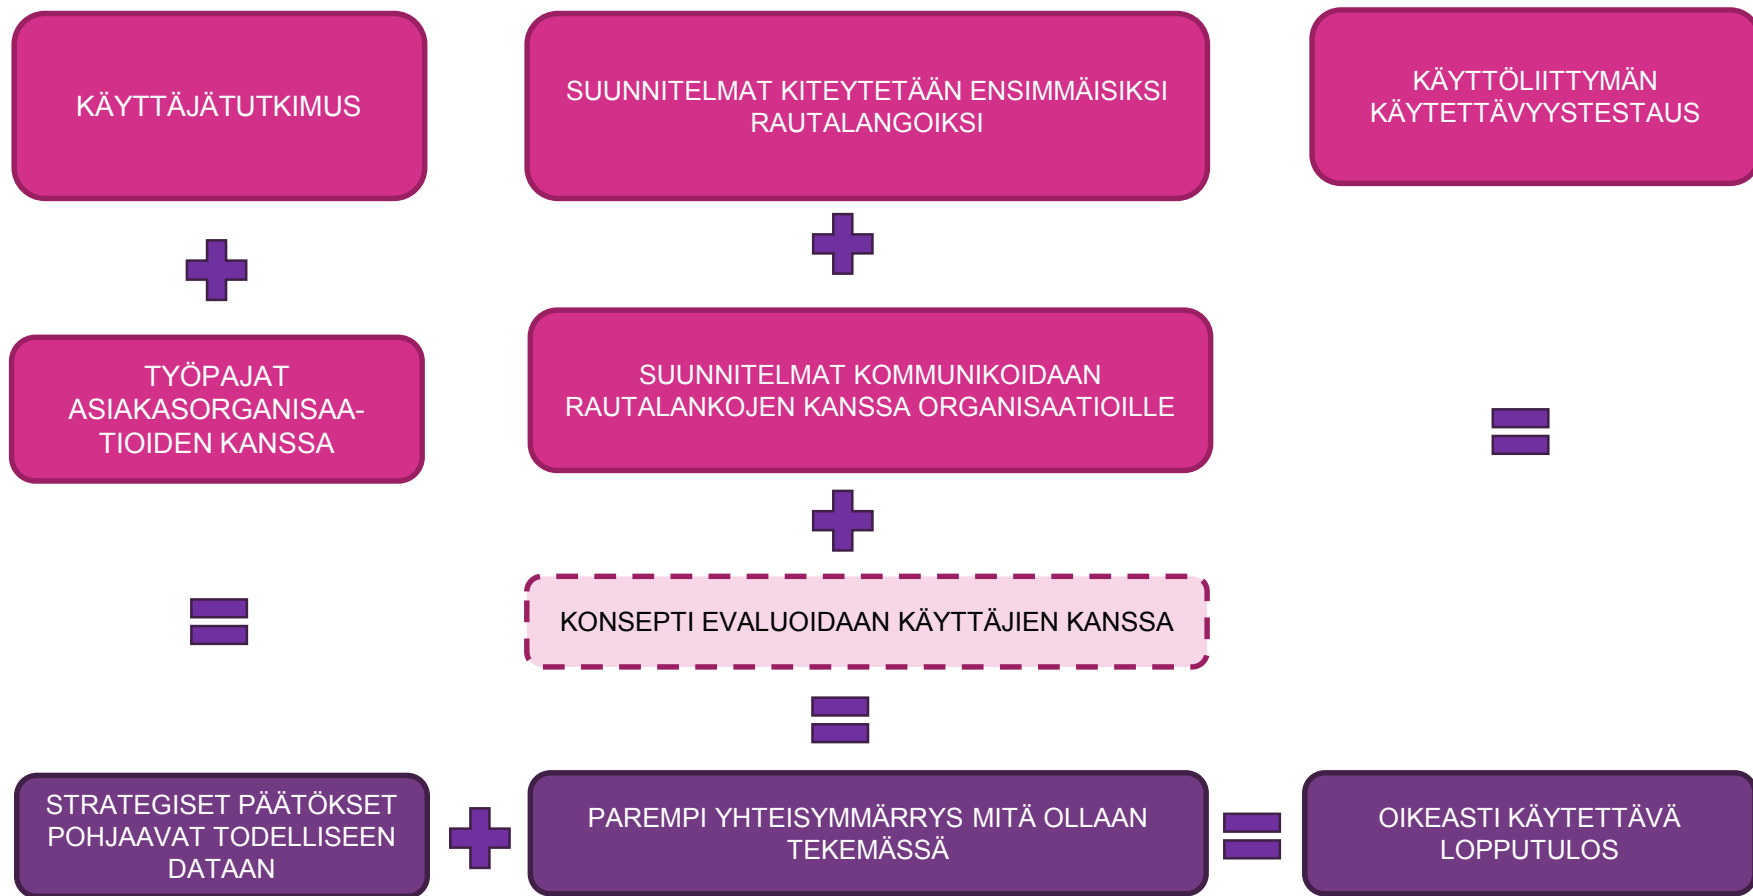 KÄYTTÄJÄTUTKIMUS
SUUNNITELMAT KITEYTETÄÄN ENSIMMÄISIKSI
RAUTALANGOIKSI
KÄYTTÖLIITTYMÄN
KÄYTETTÄVYYSTESTAUS
TYÖPAJAT
ASIAKASORGANISAA-
TIOIDEN KANSSA
SUUNNITELMAT KOMMUNIKOIDAAN
RAUTALANKOJEN KANSSA ORGANISAATIOILLE
KONSEPTI EVALUOIDAAN KÄYTTÄJIEN KANSSA
STRATEGISET PÄÄTÖKSET
POHJAAVAT TODELLISEEN
DATAAN
PAREMPI YHTEISYMMÄRRYS MITÄ OLLAAN
TEKEMÄSSÄ
OIKEASTI KÄYTETTÄVÄ
LOPPUTULOS